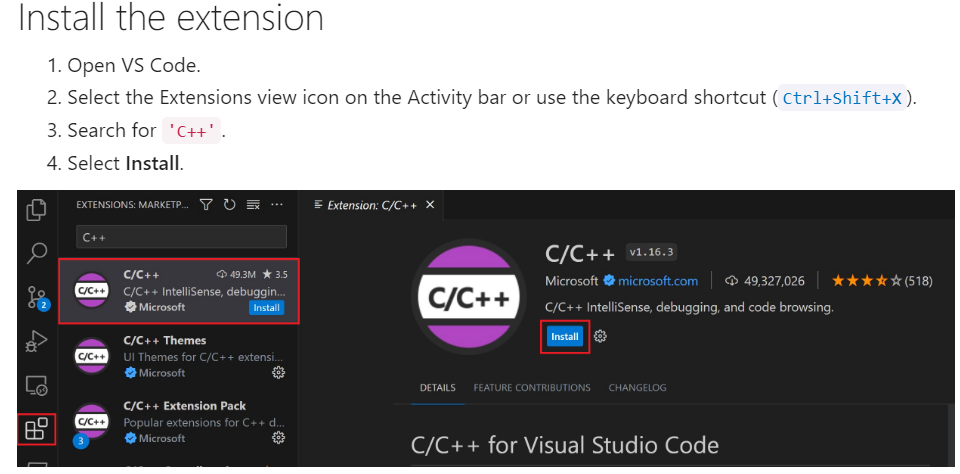 Install the extension
1. Open VS Code.
2. Select the Extensions view icon on the Activity bar or use the keyboard shortcut (Ctrl+Shift+X).
3. Search for 'C++'.
4. Select Install.
EXTENSIONS: MARKETP...
Extension: C/C++
C++
C/C++
C/C++ 49.3M ★ 3.5
C/C++ IntelliSense, debuggin...
Microsoft Install
C/C++
C/C++ Themes
UI Themes for C/C++ extensi...
Microsoft
C/C++
3
C/C++ Extension Pack
Popular extensions for C++ d...
Microsoft
2
C/C++
C/C++ v1.16.3
Microsoft microsoft.com | 49,327,026 | (518)
C/C++ IntelliSense, debugging, and code browsing.
Install
DETAILS FEATURE CONTRIBUTIONS CHANGELOG
C/C++ for Visual Studio Code